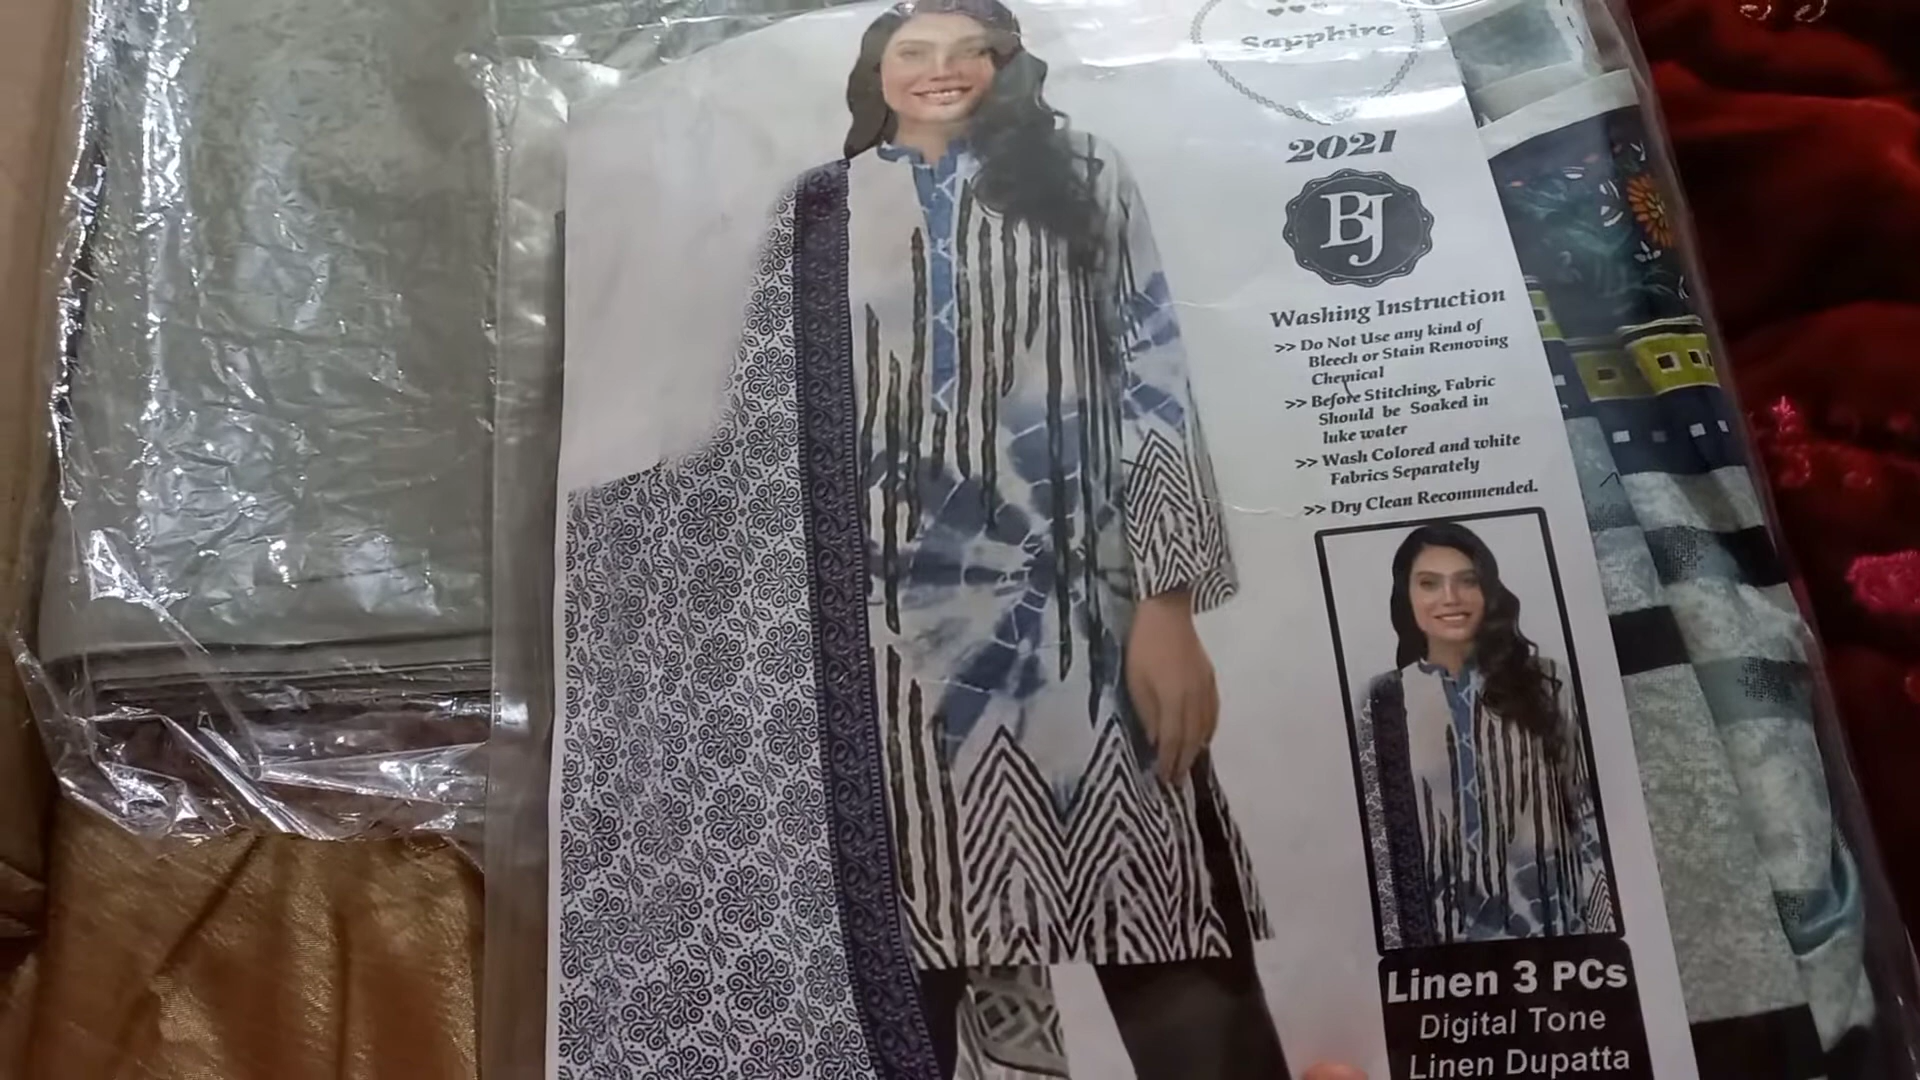 Sapphire
2021
BJ
Washing Instruction
>> Do Not Use any kind of
Bleech or Stain Removing
Chemical
>> Before Stitching, Fabric
Should be Soaked in
luke water
>> Wash Colored and white
Fabrics Separately
>> Dry Clean Recommended.
Linen 3 PCs
Digital Tone
Linen Dupatta